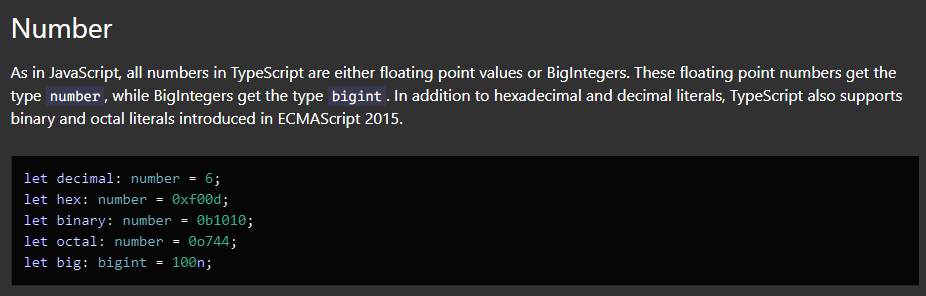 Number
As in JavaScript, all numbers in TypeScript are either floating point values or BigIntegers. These floating point numbers get the
type number, while BigIntegers get the type bigint. In addition to hexadecimal and decimal literals, TypeScript also supports
binary and octal literals introduced in ECMAScript 2015.
let decimal: number = 6;
let hex: number = 0xf00d;
let binary: number = 0b1010;
let octal: number = 0o744;
let big: bigint = 100n;